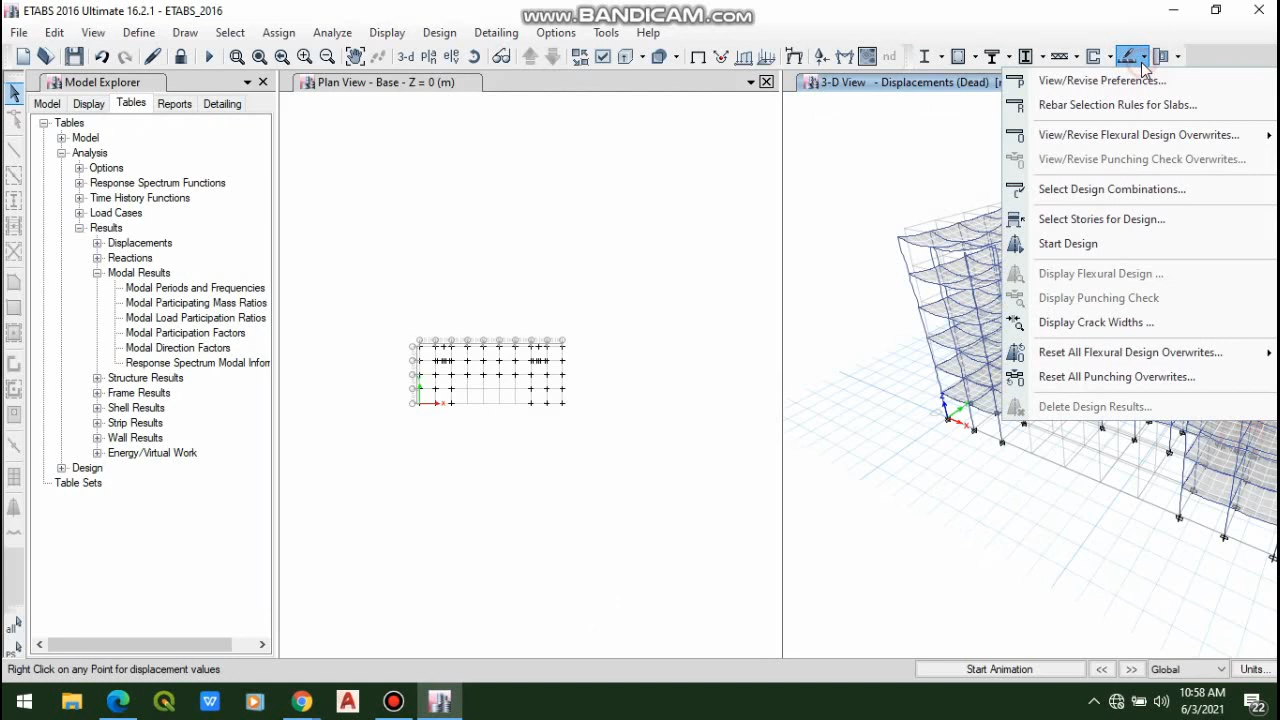 ETABS 2016 Ultimate 16.2.1 - ETABS_2016
www.BANDICAM.com
File Edit View Define Draw Select Assign Analyze Display Design Detailing Options Tools Help
3-d
nd
Model Explorer
Plan View - Base - Z = 0 (m)
3-D View - Displacements (Dead)
Model Display Tables Reports Detailing
Tables
Model
Analysis
Options
Response Spectrum Functions
Time History Functions
Load Cases
Results
Displacements
Reactions
Modal Results
Modal Periods and Frequencies
Modal Participating Mass Ratios
Modal Load Participation Ratios
Modal Participation Factors
Modal Direction Factors
Response Spectrum Modal Infor
Structure Results
Frame Results
Shell Results
Strip Results
Wall Results
Energy/Virtual Work
Design
Table Sets
View/Revise Preferences...
Rebar Selection Rules for Slabs...
View/Revise Flexural Design Overwrites...
View/Revise Punching Check Overwrites...
Select Design Combinations...
Select Stories for Design...
Start Design
Display Flexural Design ...
Display Punching Check
Display Crack Widths ...
Reset All Flexural Design Overwrites...
Reset All Punching Overwrites...
Delete Design Results...
X
Z
X
all
ps
Right Click on any Point for displacement values
Start Animation << >> Global Units...
10:58 AM
6/3/2021
22